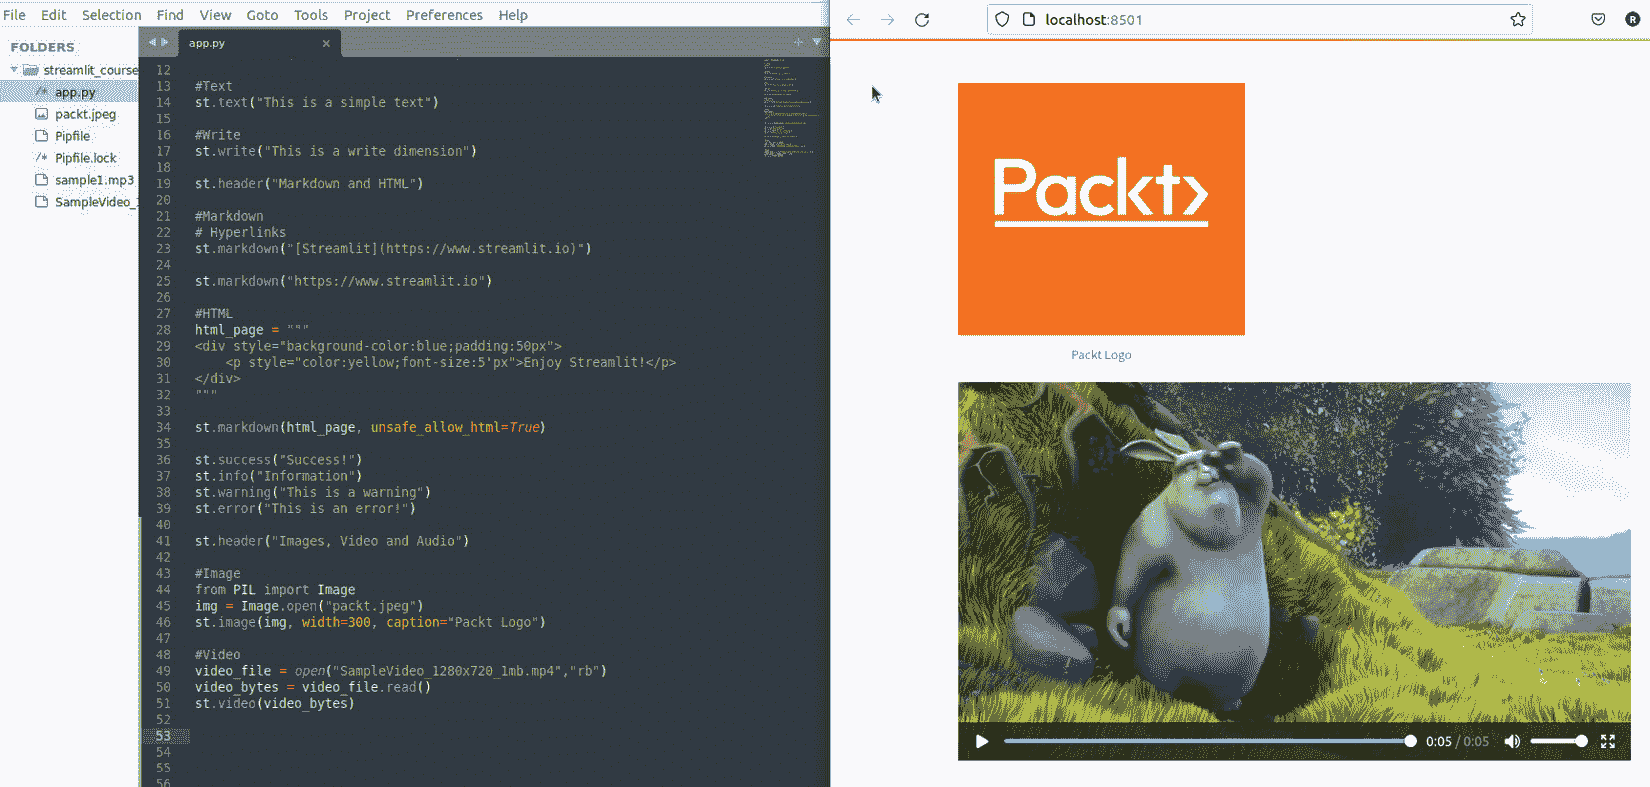 File Edit Selection Find View Goto Tools Project Preferences Help
FOLDERS
streamlit_course
/* app.py
packt.jpeg
Pipfile
/* Pipfile.lock
sample1.mp3
SampleVideo_1
app.py ×
12
13 #Text
14 st.text("This is a simple text")
15
16 #Write
17 st.write("This is a write dimension")
18
19 st.header("Markdown and HTML")
20
21 #Markdown
22 # Hyperlinks
23 st.markdown("[Streamlit](https://www.streamlit.io)")
24
25 st.markdown("https://www.streamlit.io")
26
27 #HTML
28 html_page = """
29 <div style="background-color:blue;padding:50px">
30 <p style="color:yellow;font-size:5'px">Enjoy Streamlit!</p>
31 </div>
32 """
33
34 st.markdown(html_page, unsafe_allow_html=True)
35
36 st.success("Success!")
37 st.info("Information")
38 st.warning("This is a warning")
39 st.error("This is an error!")
40
41 st.header("Images, Video and Audio")
42
43 #Image
44 from PIL import Image
45 img = Image.open("packt.jpeg")
46 st.image(img, width=300, caption="Packt Logo")
47
48 #Video
49 video_file = open("SampleVideo_1280x720_1mb.mp4","rb")
50 video_bytes = video_file.read()
51 st.video(video_bytes)
52
53
54
55
56
localhost:8501
R
Packt>
Packt Logo
0:05 / 0:05